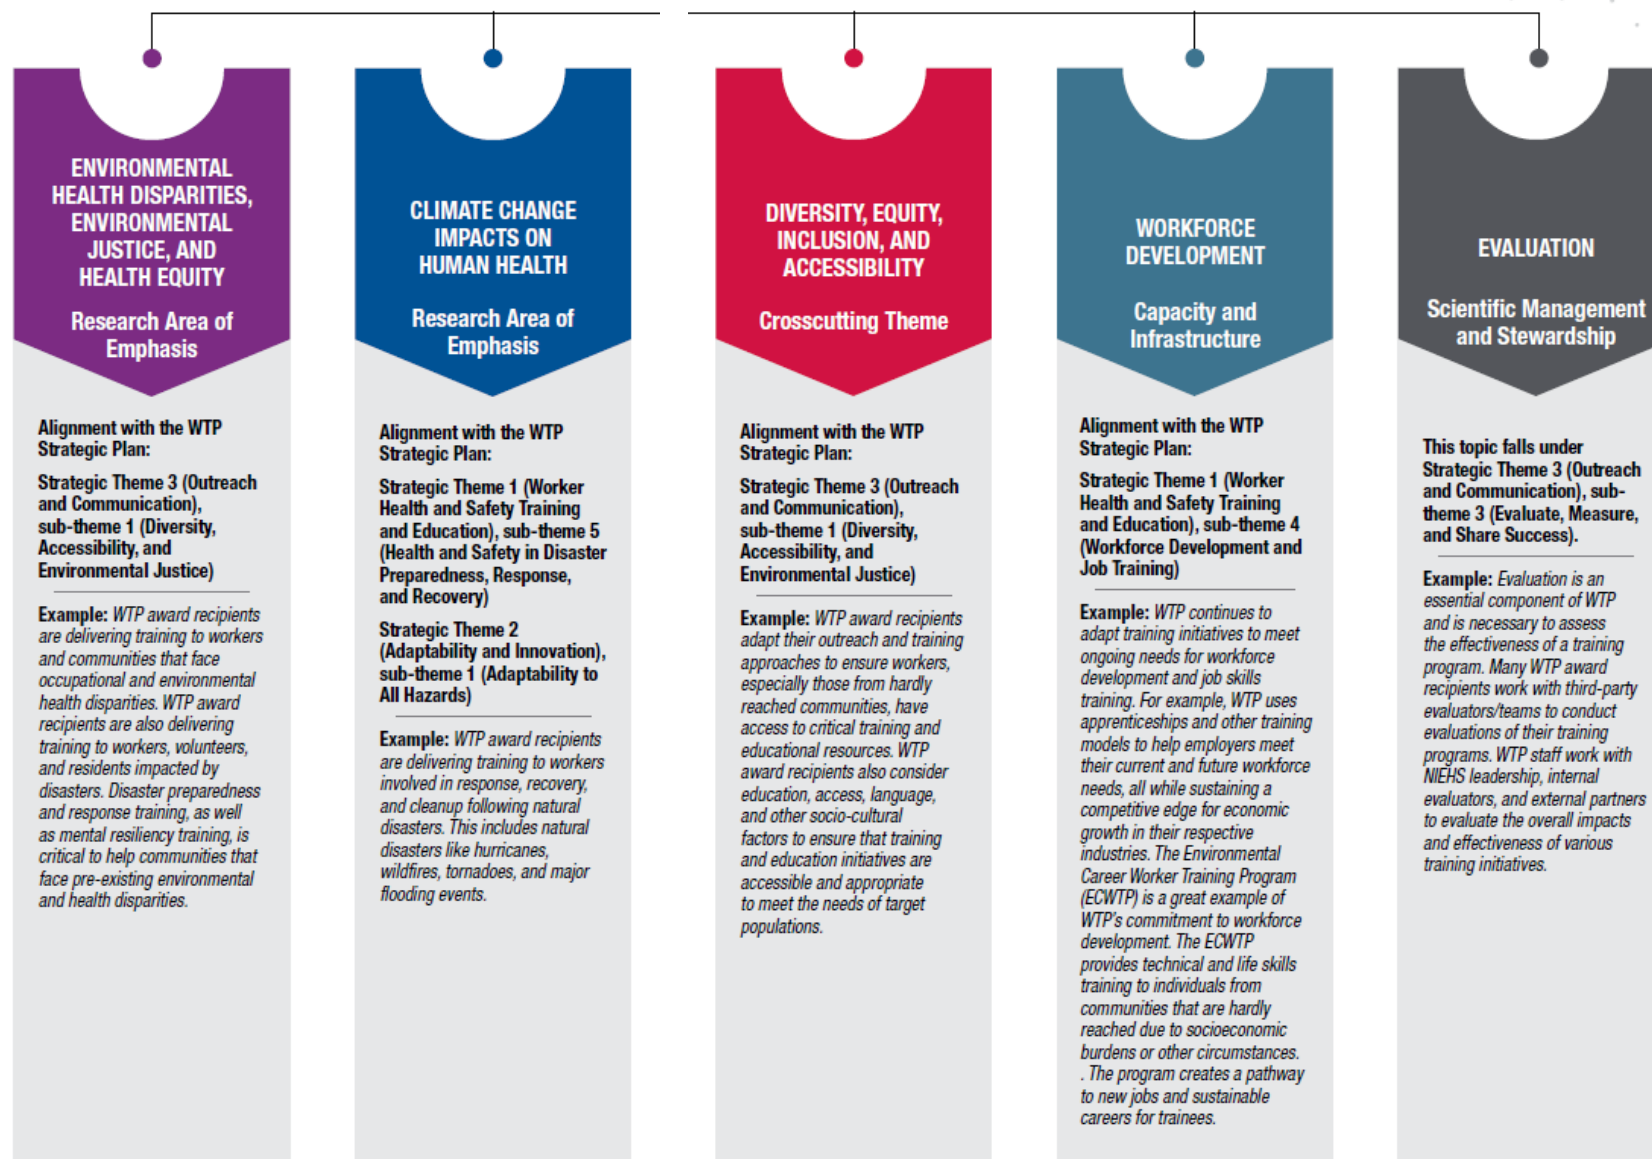 ENVIRONMENTAL
HEALTH DISPARITIES,
ENVIRONMENTAL
JUSTICE, AND
HEALTH EQUITY
Research Area of
Emphasis
Alignment with the WTP
Strategic Plan:
Strategic Theme 3 (Outreach
and Communication),
sub-theme 1 (Diversity,
Accessibility, and
Environmental Justice)
Example: WTP award recipients
are delivering training to workers
and communities that face
occupational and environmental
health disparities. WTP award
recipients are also delivering
training to workers, volunteers,
and residents impacted by
disasters. Disaster preparedness
and response training, as well
as mental resiliency training, is
critical to help communities that
face pre-existing environmental
and health disparities.
CLIMATE CHANGE
IMPACTS ON
HUMAN HEALTH
Research Area of
Emphasis
Alignment with the WTP
Strategic Plan:
Strategic Theme 1 (Worker
Health and Safety Training
and Education), sub-theme 5
(Health and Safety in Disaster
Preparedness, Response,
and Recovery)
Strategic Theme 2
(Adaptability and Innovation),
sub-theme 1 (Adaptability to
All Hazards)
Example: WTP award recipients
are delivering training to workers
involved in response, recovery,
and cleanup following natural
disasters. This includes natural
disasters like hurricanes,
wildfires, tornadoes, and major
flooding events.
DIVERSITY, EQUITY,
INCLUSION, AND
ACCESSIBILITY
Crosscutting Theme
Alignment with the WTP
Strategic Plan:
Strategic Theme 3 (Outreach
and Communication),
sub-theme 1 (Diversity,
Accessibility, and
Environmental Justice)
Example: WTP award recipients
adapt their outreach and training
approaches to ensure workers,
especially those from hardly
reached communities, have
access to critical training and
educational resources. WTP
award recipients also consider
education, access, language,
and other socio-cultural
factors to ensure that training
and education initiatives are
accessible and appropriate
to meet the needs of target
populations.
WORKFORCE
DEVELOPMENT
Capacity and
Infrastructure
Alignment with the WTP
Strategic Plan:
Strategic Theme 1 (Worker
Health and Safety Training
and Education), sub-theme 4
(Workforce Development and
Job Training)
Example: WTP continues to
adapt training initiatives to meet
ongoing needs for workforce
development and job skills
training. For example, WTP uses
apprenticeships and other training
models to help employers meet
their current and future workforce
needs, all while sustaining a
competitive edge for economic
growth in their respective
industries. The Environmental
Career Worker Training Program
(ECWTP) is a great example of
WTP's commitment to workforce
development. The ECWTP
provides technical and life skills
training to individuals from
communities that are hardly
reached due to socioeconomic
burdens or other circumstances.
. The program creates a pathway
to new jobs and sustainable
careers for trainees.
EVALUATION
Scientific Management
and Stewardship
This topic falls under
Strategic Theme 3 (Outreach
and Communication), sub-
theme 3 (Evaluate, Measure,
and Share Success).
Example: Evaluation is an
essential component of WTP
and is necessary to assess
the effectiveness of a training
program. Many WTP award
recipients work with third-party
evaluators/teams to conduct
evaluations of their training
programs. WTP staff work with
NIEHS leadership, internal
evaluators, and external partners
to evaluate the overall impacts
and effectiveness of various
training initiatives.